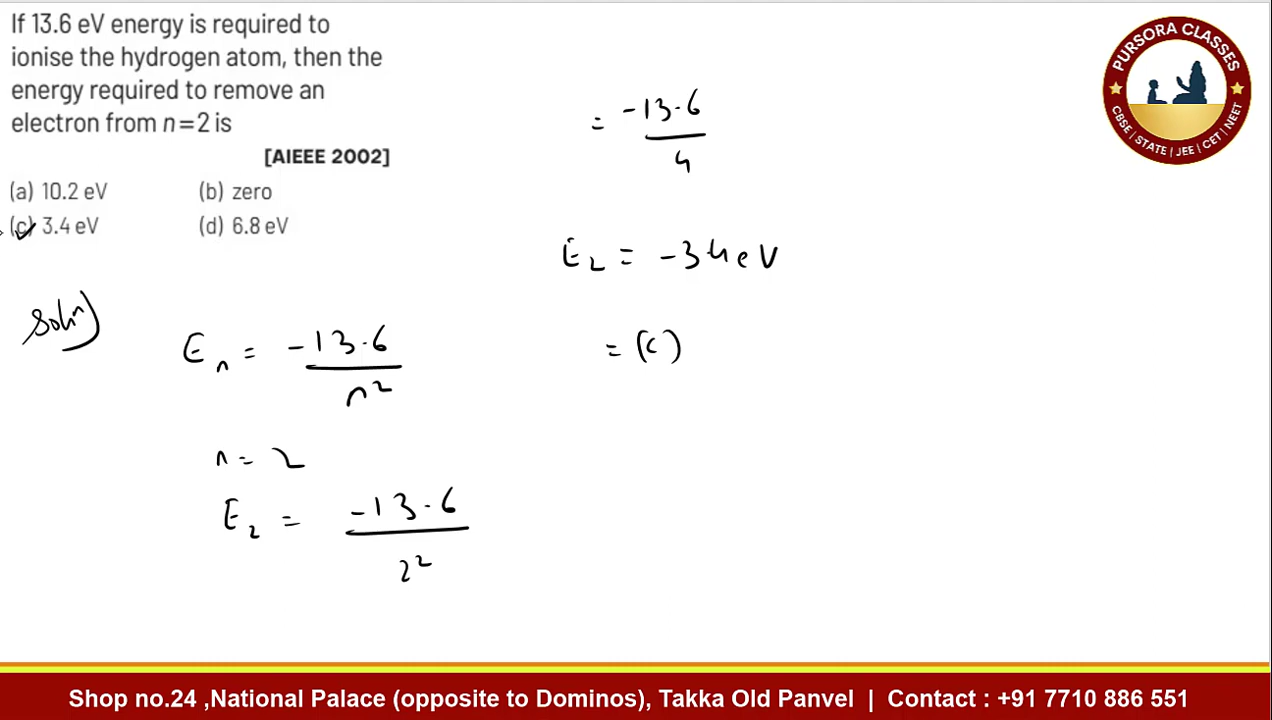 If 13.6 eV energy is required to
ionise the hydrogen atom, then the
energy required to remove an
electron from n=2 is
[AIEEE 2002]
(a) 10.2 eV (b) zero
(c) 3.4 eV (d) 6.8 eV
Soln)
E_n = -13.6 / n²
n = 2
E_2 = -13.6 / 2²
= -13.6 / 4
E_2 = -34 eV
= (c)
PURSORA CLASSES
CBSE | STATE | JEE | CET | NEET
Shop no.24 ,National Palace (opposite to Dominos), Takka Old Panvel | Contact : +91 7710 886 551